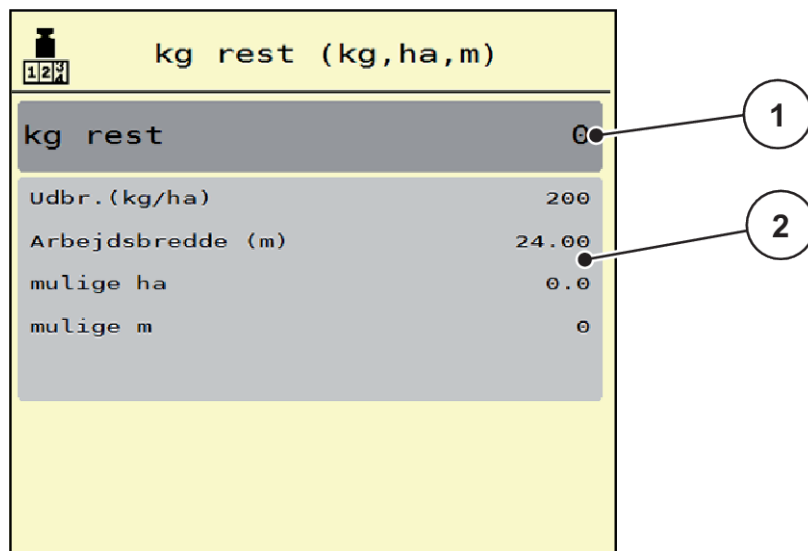 kg rest (kg,ha,m)
123
kg rest 0
1
Udbr.(kg/ha) 200
Arbejdsbredde (m) 24.00
2
mulige ha 0.0
mulige m 0